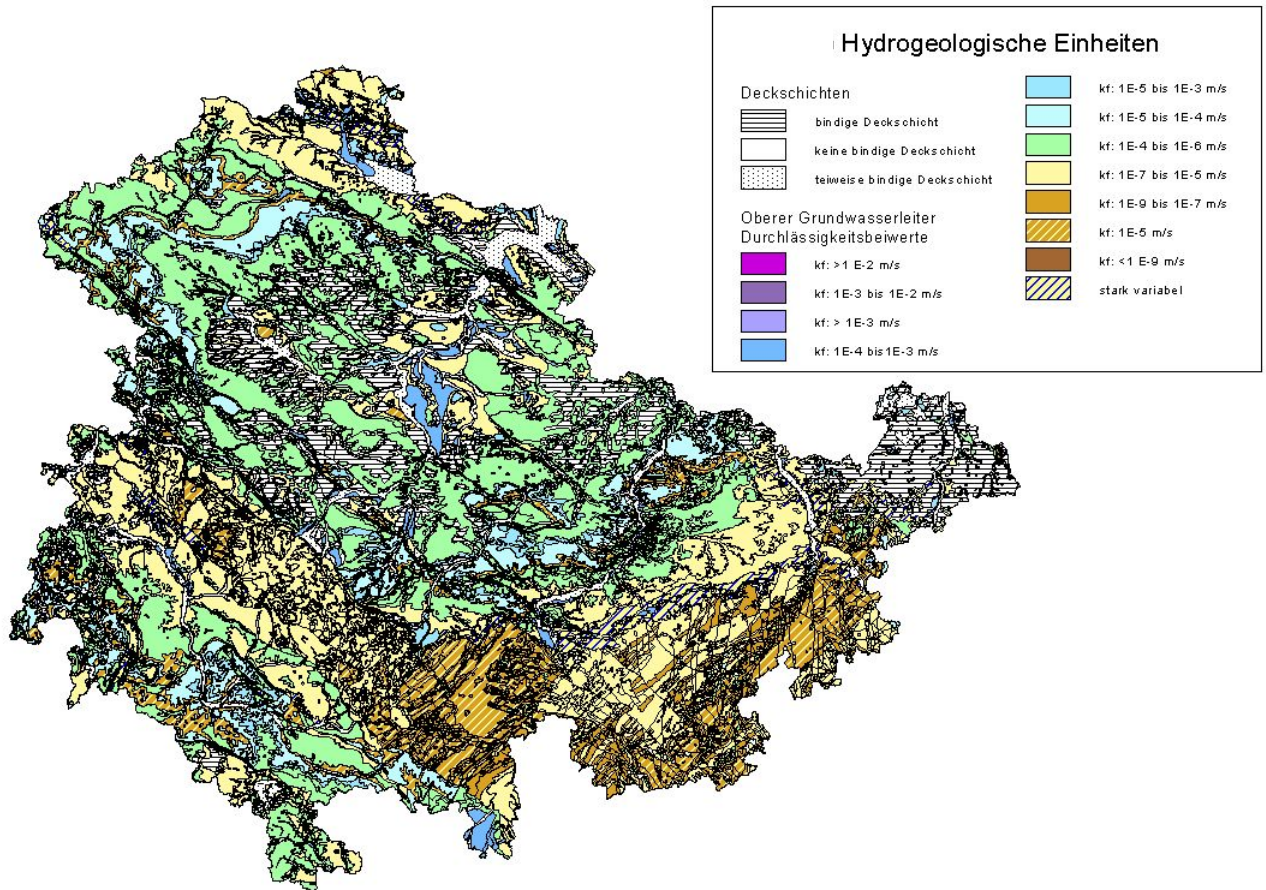 Hydrogeologische Einheiten
Deckschichten
bindige Deckschicht
keine bindige Deckschicht
teiweise bindige Deckschicht
Oberer Grundwasserleiter
Durchlässigkeitsbeiwerte
kf: >1 E-2 m/s
kf: 1E-3 bis 1E-2 m/s
kf: > 1E-3 m/s
kf: 1E-4 bis1E-3 m/s
kf: 1E-5 bis 1E-3 m/s
kf: 1E-5 bis 1E-4 m/s
kf: 1E-4 bis 1E-6 m/s
kf: 1E-7 bis 1E-5 m/s
kf: 1E-9 bis 1E-7 m/s
kf: 1E-5 m/s
kf: <1 E-9 m/s
stark variabel